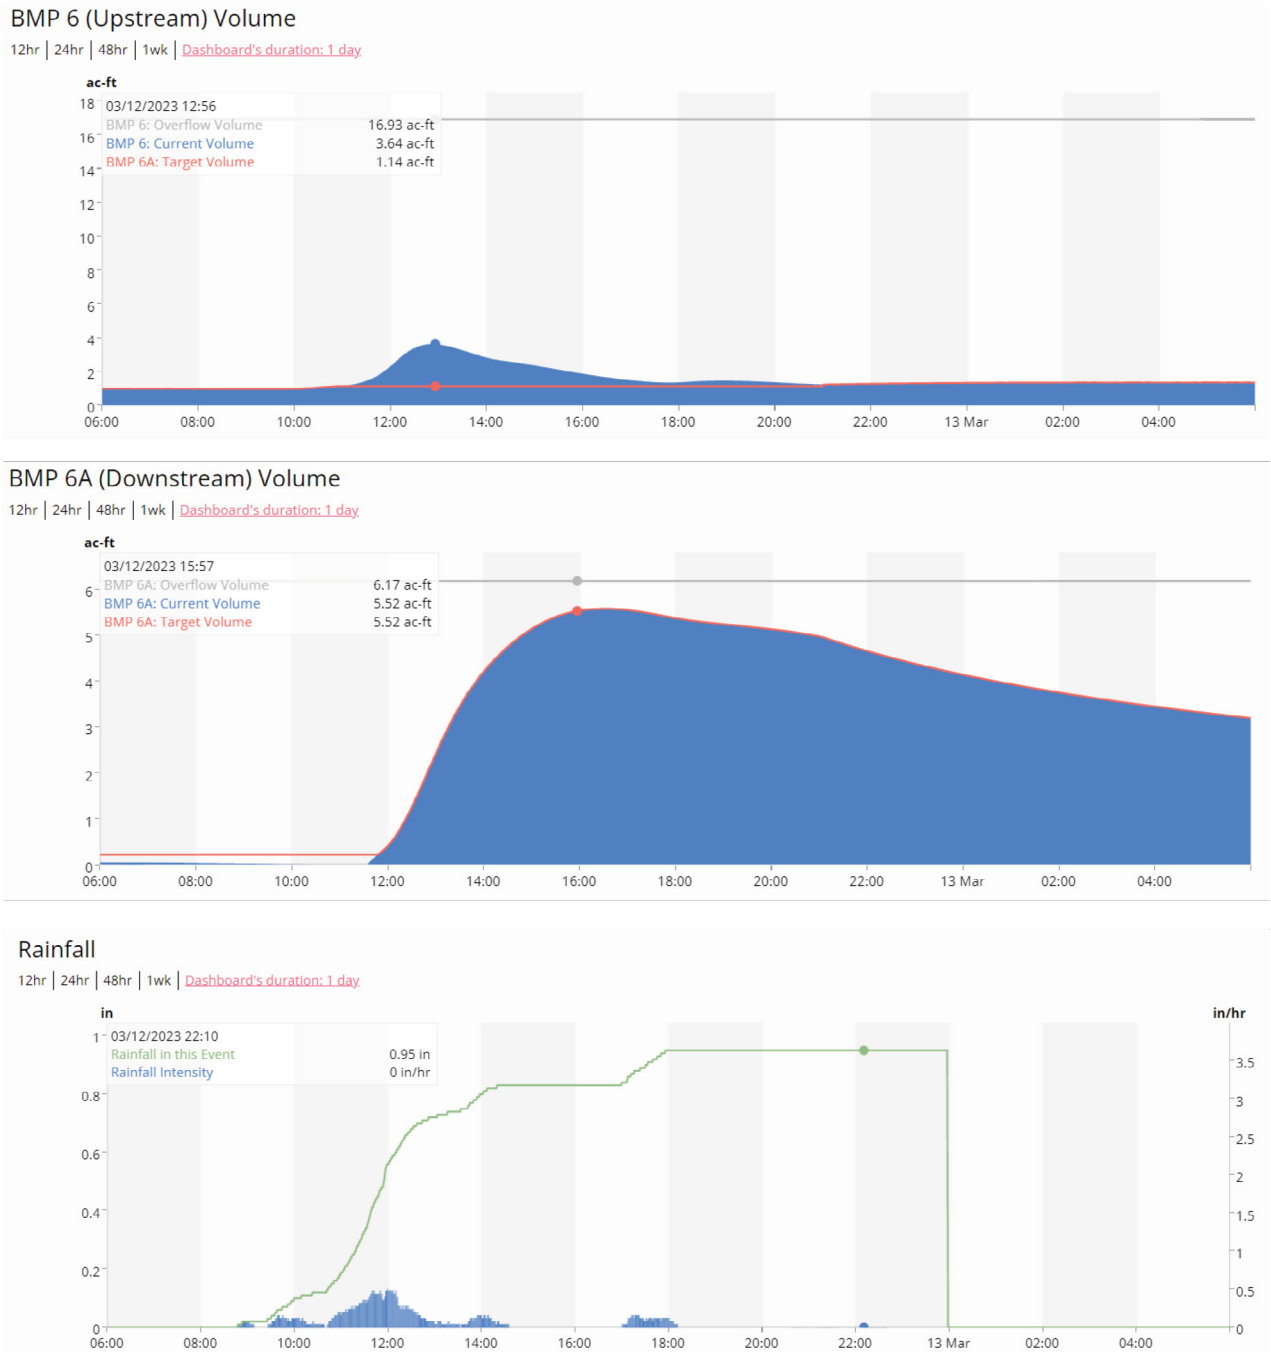 BMP 6 (Upstream) Volume
12hr | 24hr | 48hr | 1wk | Dashboard's duration: 1 day
ac-ft
03/12/2023 12:56
BMP 6: Overflow Volume 16.93 ac-ft
BMP 6: Current Volume 3.64 ac-ft
BMP 6A: Target Volume 1.14 ac-ft
18
16
14
12
10
8
6
4
2
0
06:00 08:00 10:00 12:00 14:00 16:00 18:00 20:00 22:00 13 Mar 02:00 04:00
BMP 6A (Downstream) Volume
12hr | 24hr | 48hr | 1wk | Dashboard's duration: 1 day
ac-ft
03/12/2023 15:57
BMP 6A: Overflow Volume 6.17 ac-ft
BMP 6A: Current Volume 5.52 ac-ft
BMP 6A: Target Volume 5.52 ac-ft
6
5
4
3
2
1
0
06:00 08:00 10:00 12:00 14:00 16:00 18:00 20:00 22:00 13 Mar 02:00 04:00
Rainfall
12hr | 24hr | 48hr | 1wk | Dashboard's duration: 1 day
in in/hr
03/12/2023 22:10
Rainfall in this Event 0.95 in
Rainfall Intensity 0 in/hr
1
0.8
0.6
0.4
0.2
0
3.5
3
2.5
2
1.5
1
0.5
0
06:00 08:00 10:00 12:00 14:00 16:00 18:00 20:00 22:00 13 Mar 02:00 04:00